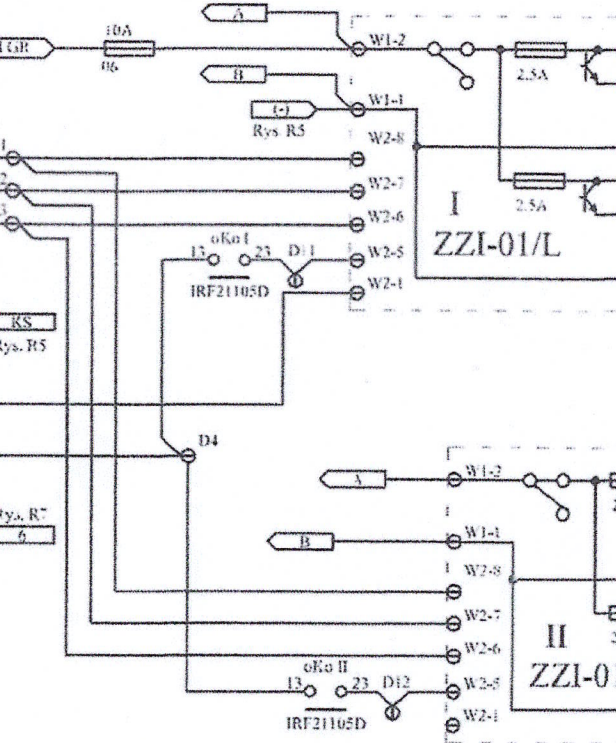 A
10A
W1-2
06
2.5A
B
W1-1
(-)
Rys. R5
W2-8
1
2
W2-7
3
W2-6
I
2.5A
ZZI-01/L
oKo I
13
23
D11
W2-5
IRF21105D
W2-1
KS
Rys. R5
D4
A
W1-2
Rys. R7
6
B
W1-1
W2-8
W2-7
W2-6
II
ZZI-0
oKo II
13
23
D12
W2-5
IRF21105D
W2-1